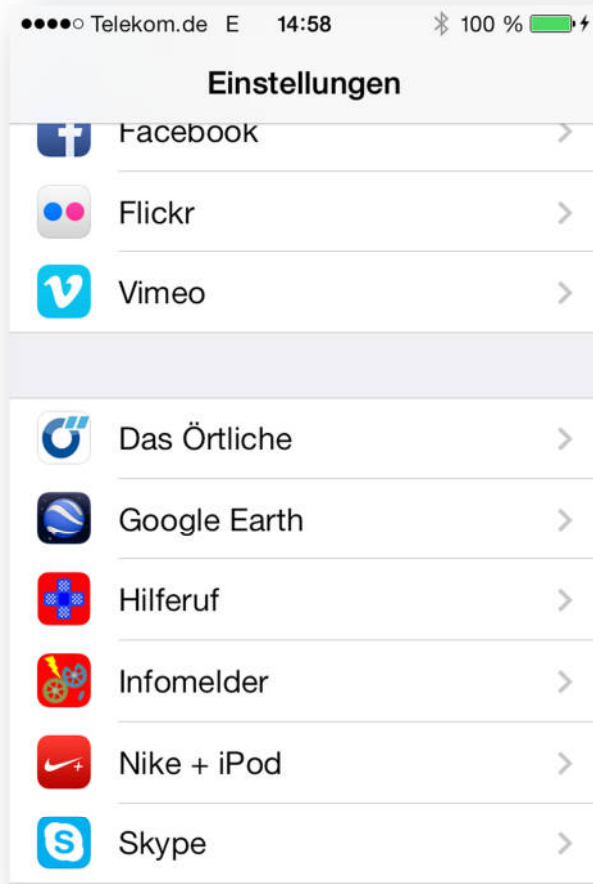 Telekom.de E 14:58 100 %
Einstellungen
Facebook
Flickr
Vimeo
Das Örtliche
Google Earth
Hilferuf
Infomelder
Nike + iPod
Skype